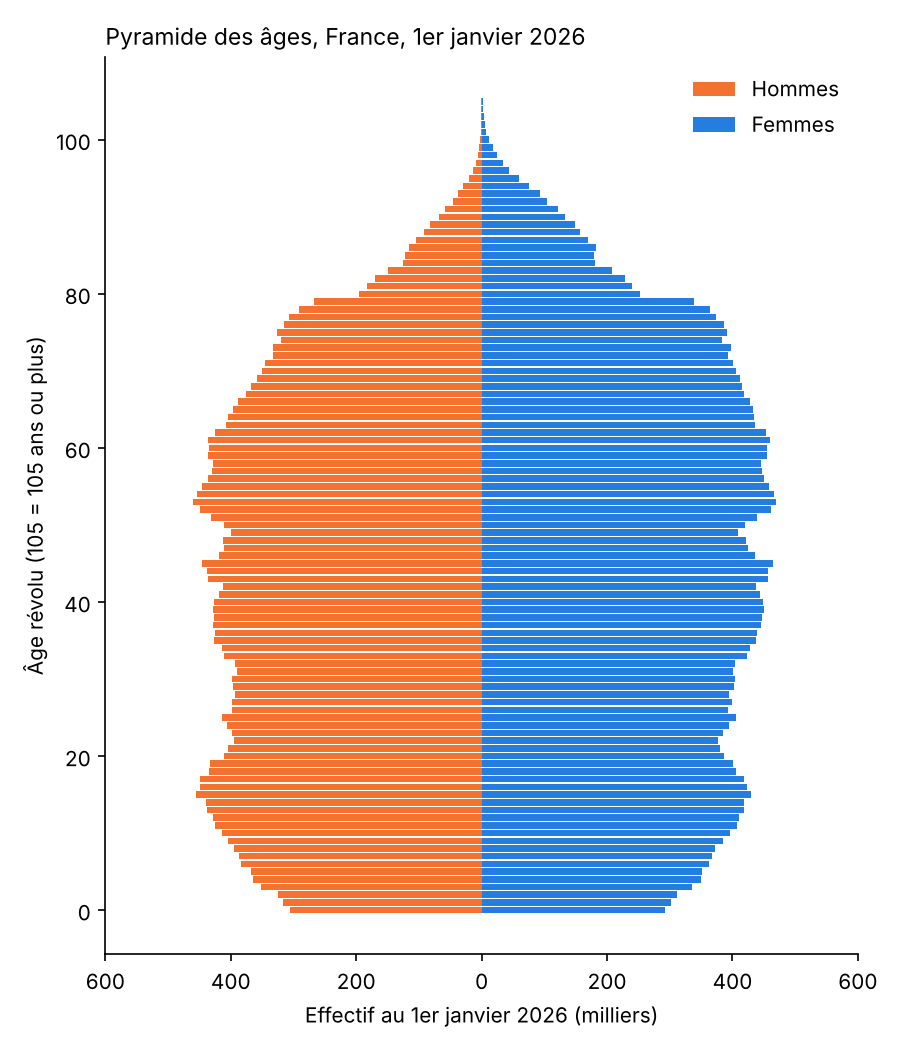 Pyramide des âges, France, 1er janvier 2026
Hommes
Femmes
Âge révolu (105 = 105 ans ou plus)
100
80
60
40
20
0
600 400 200 0 200 400 600
Effectif au 1er janvier 2026 (milliers)